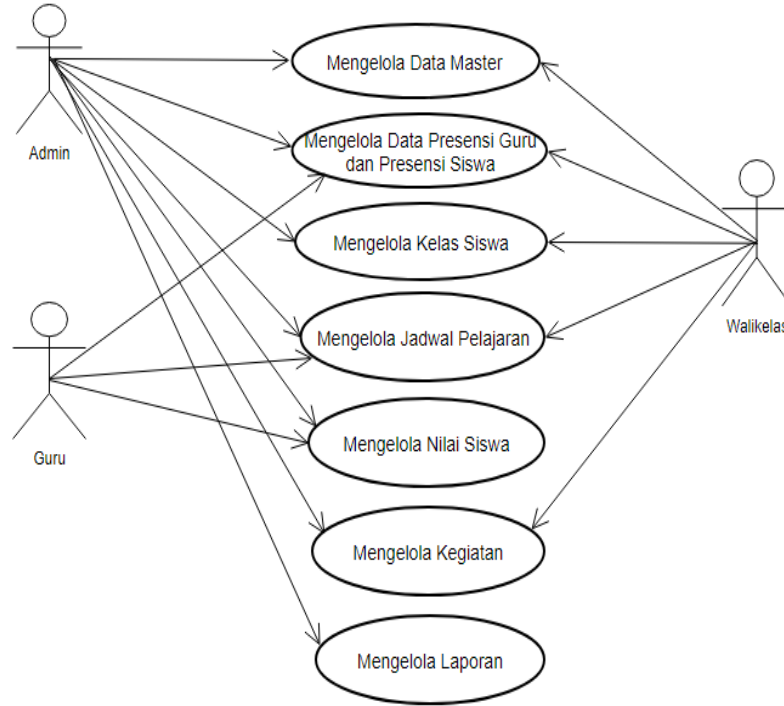 Mengelola Data Master
Admin
Mengelola Data Presensi Guru
dan Presensi Siswa
Mengelola Kelas Siswa
Mengelola Jadwal Pelajaran
Walikelas
Guru
Mengelola Nilai Siswa
Mengelola Kegiatan
Mengelola Laporan